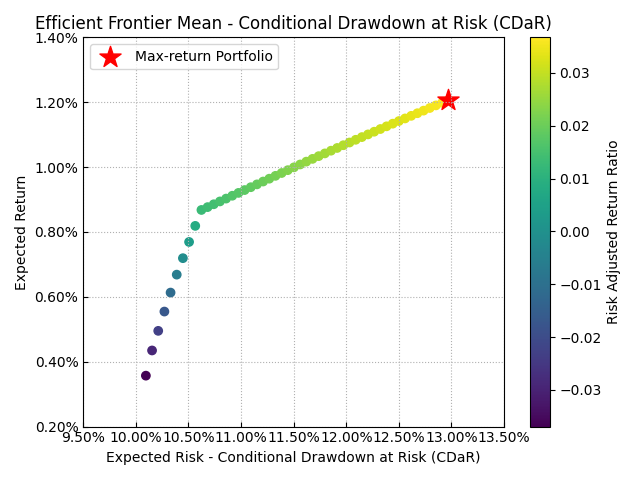 Efficient Frontier Mean - Conditional Drawdown at Risk (CDaR)
Max-return Portfolio
Expected Return
1.40%
1.20%
1.00%
0.80%
0.60%
0.40%
0.20%
9.50% 10.00% 10.50% 11.00% 11.50% 12.00% 12.50% 13.00% 13.50%
Expected Risk - Conditional Drawdown at Risk (CDaR)
0.03
0.02
0.01
0.00
−0.01
−0.02
−0.03
Risk Adjusted Return Ratio